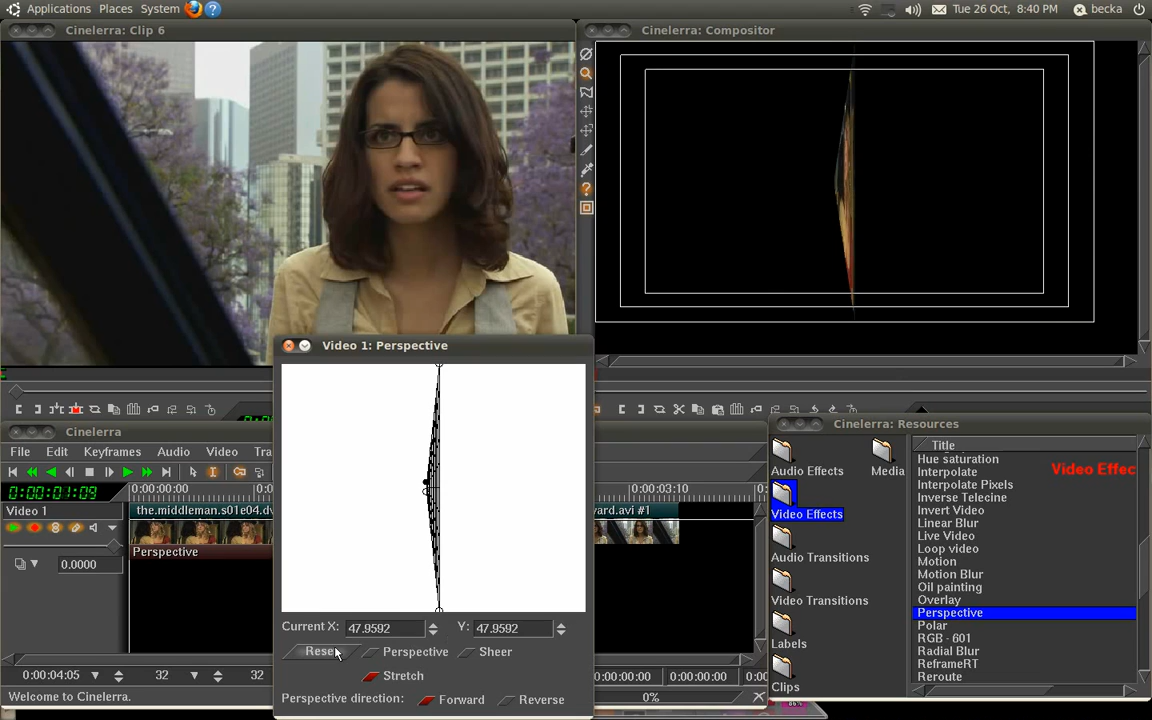 Applications Places System Tue 26 Oct, 8:40 PM becka
Cinelerra: Clip 6
Cinelerra: Compositor
Video 1: Perspective
Current X: 47.9592 Y: 47.9592
Reset Perspective Sheer
Stretch
Perspective direction: Forward Reverse
Cinelerra
File Edit Keyframes Audio Video
0:00:01:09
0:00:00:00
0:00:03:10
Video 1
the.middleman.s01e04.dv
ard.avi #1
Perspective
0.0000
0:00:04:05 32 32
0:00:00:00 0:00:00:00
Welcome to Cinelerra.
0%
Cinelerra: Resources
Audio Effects
Media
Video Effects
Audio Transitions
Video Transitions
Labels
Clips
Title
Video Effec
Hue saturation
Interpolate
Interpolate Pixels
Inverse Telecine
Invert Video
Linear Blur
Live Video
Loop video
Motion
Motion Blur
Oil painting
Overlay
Perspective
Polar
RGB - 601
Radial Blur
ReframeRT
Reroute